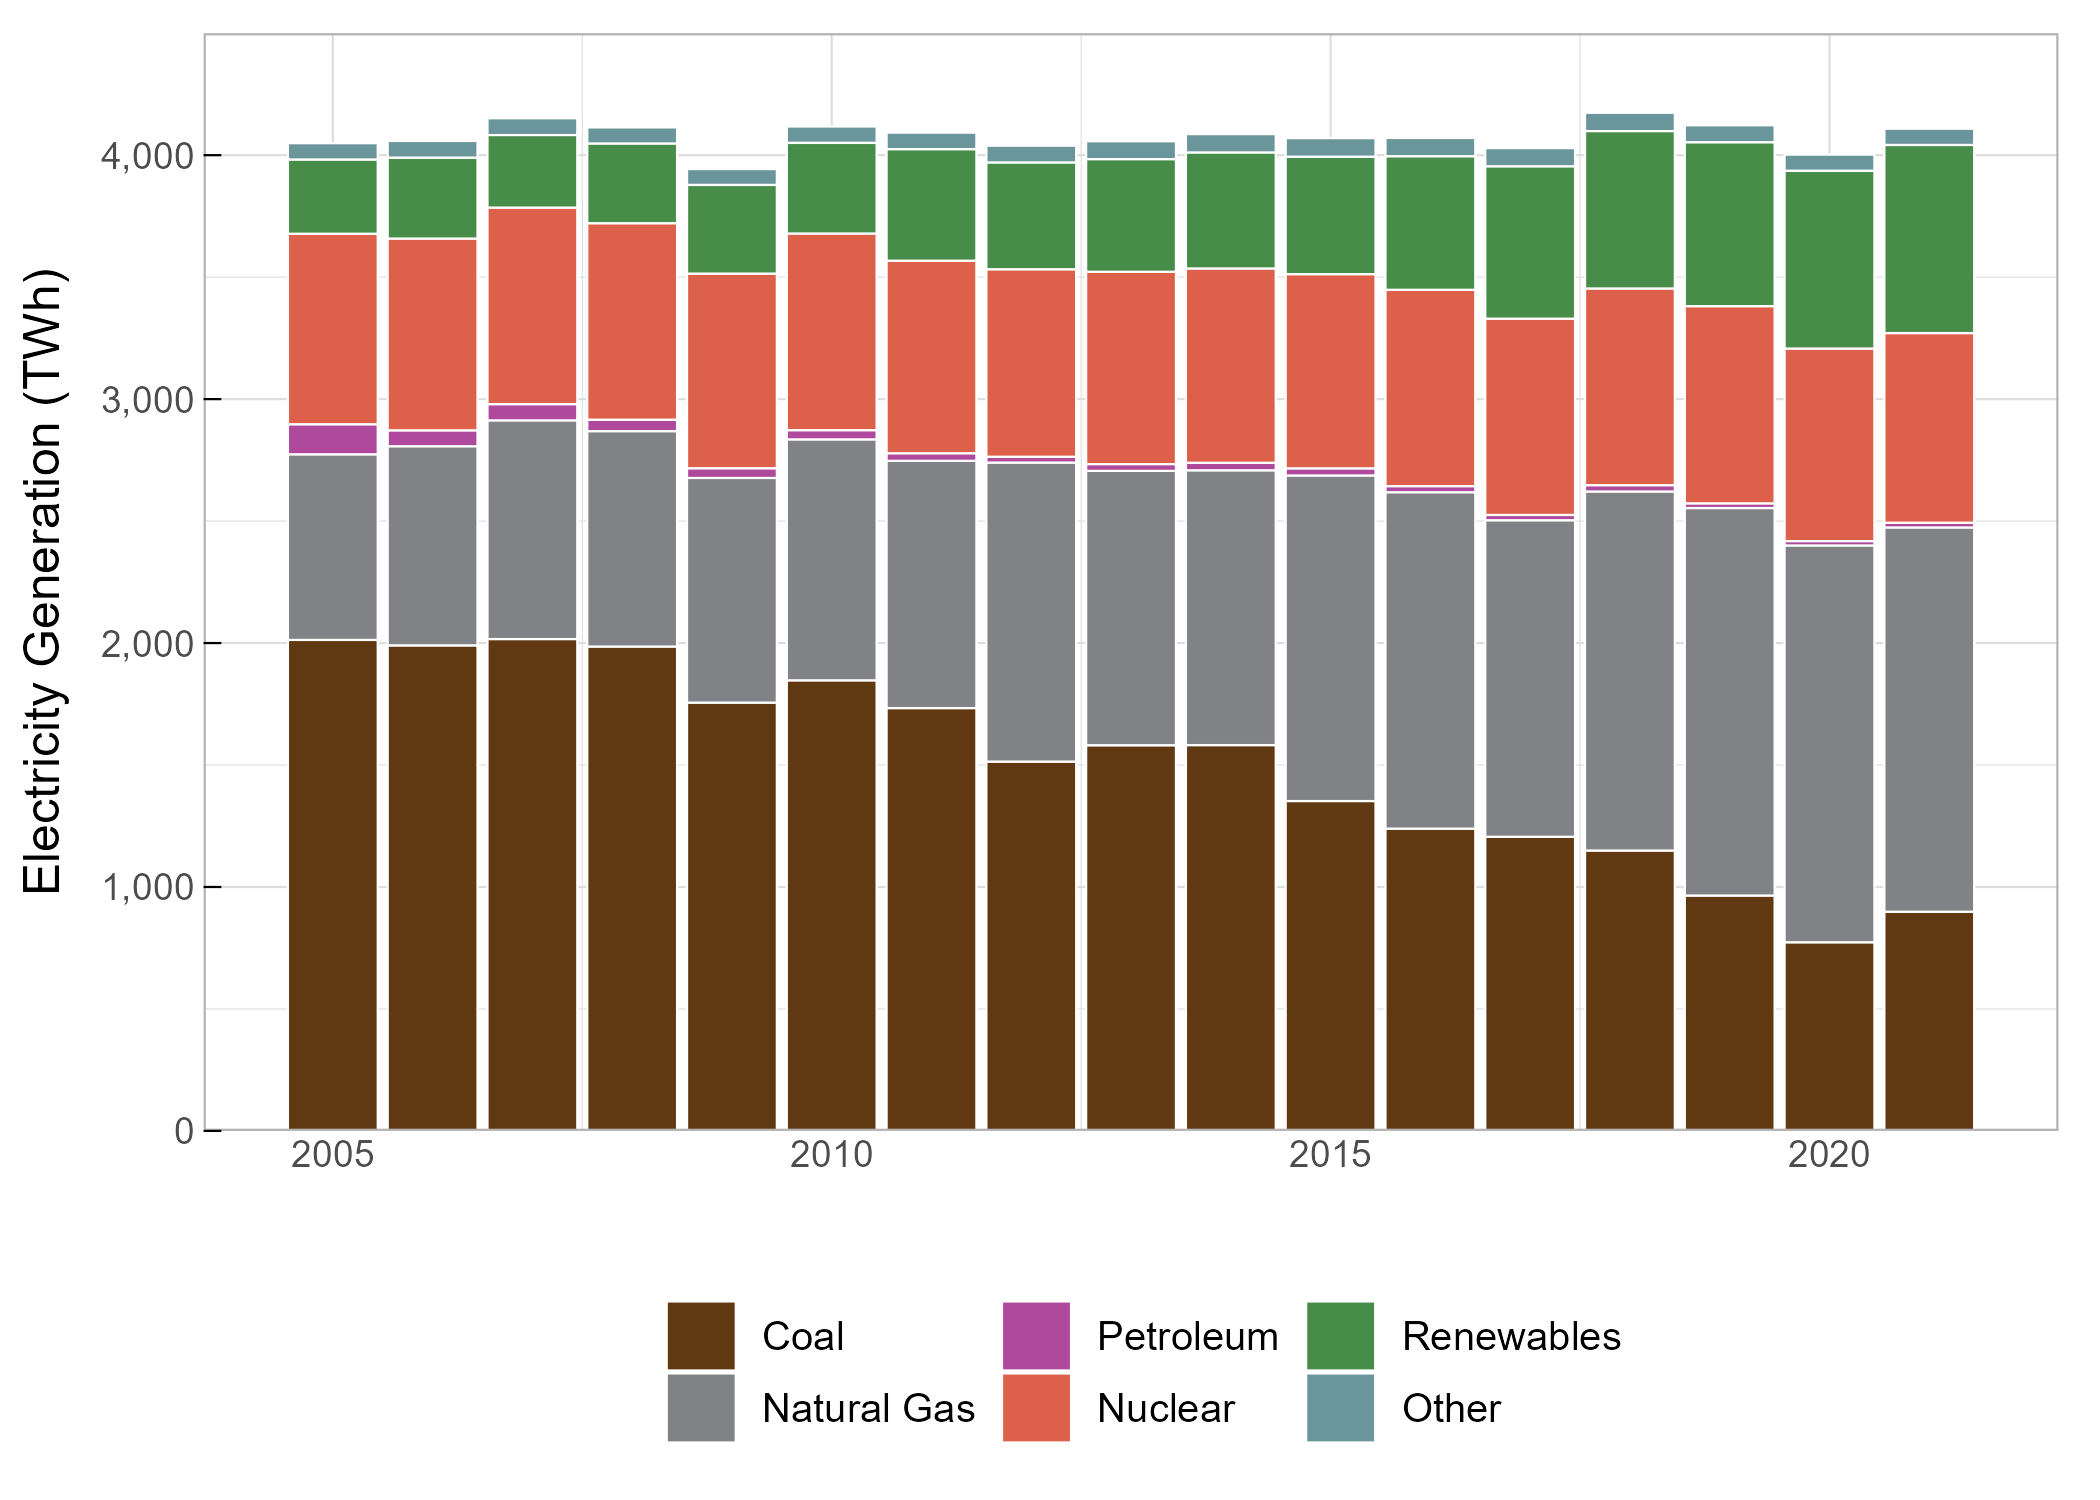 Electricity Generation (TWh)
4,000
3,000
2,000
1,000
0
2005 2010 2015 2020
Coal Petroleum Renewables
Natural Gas Nuclear Other